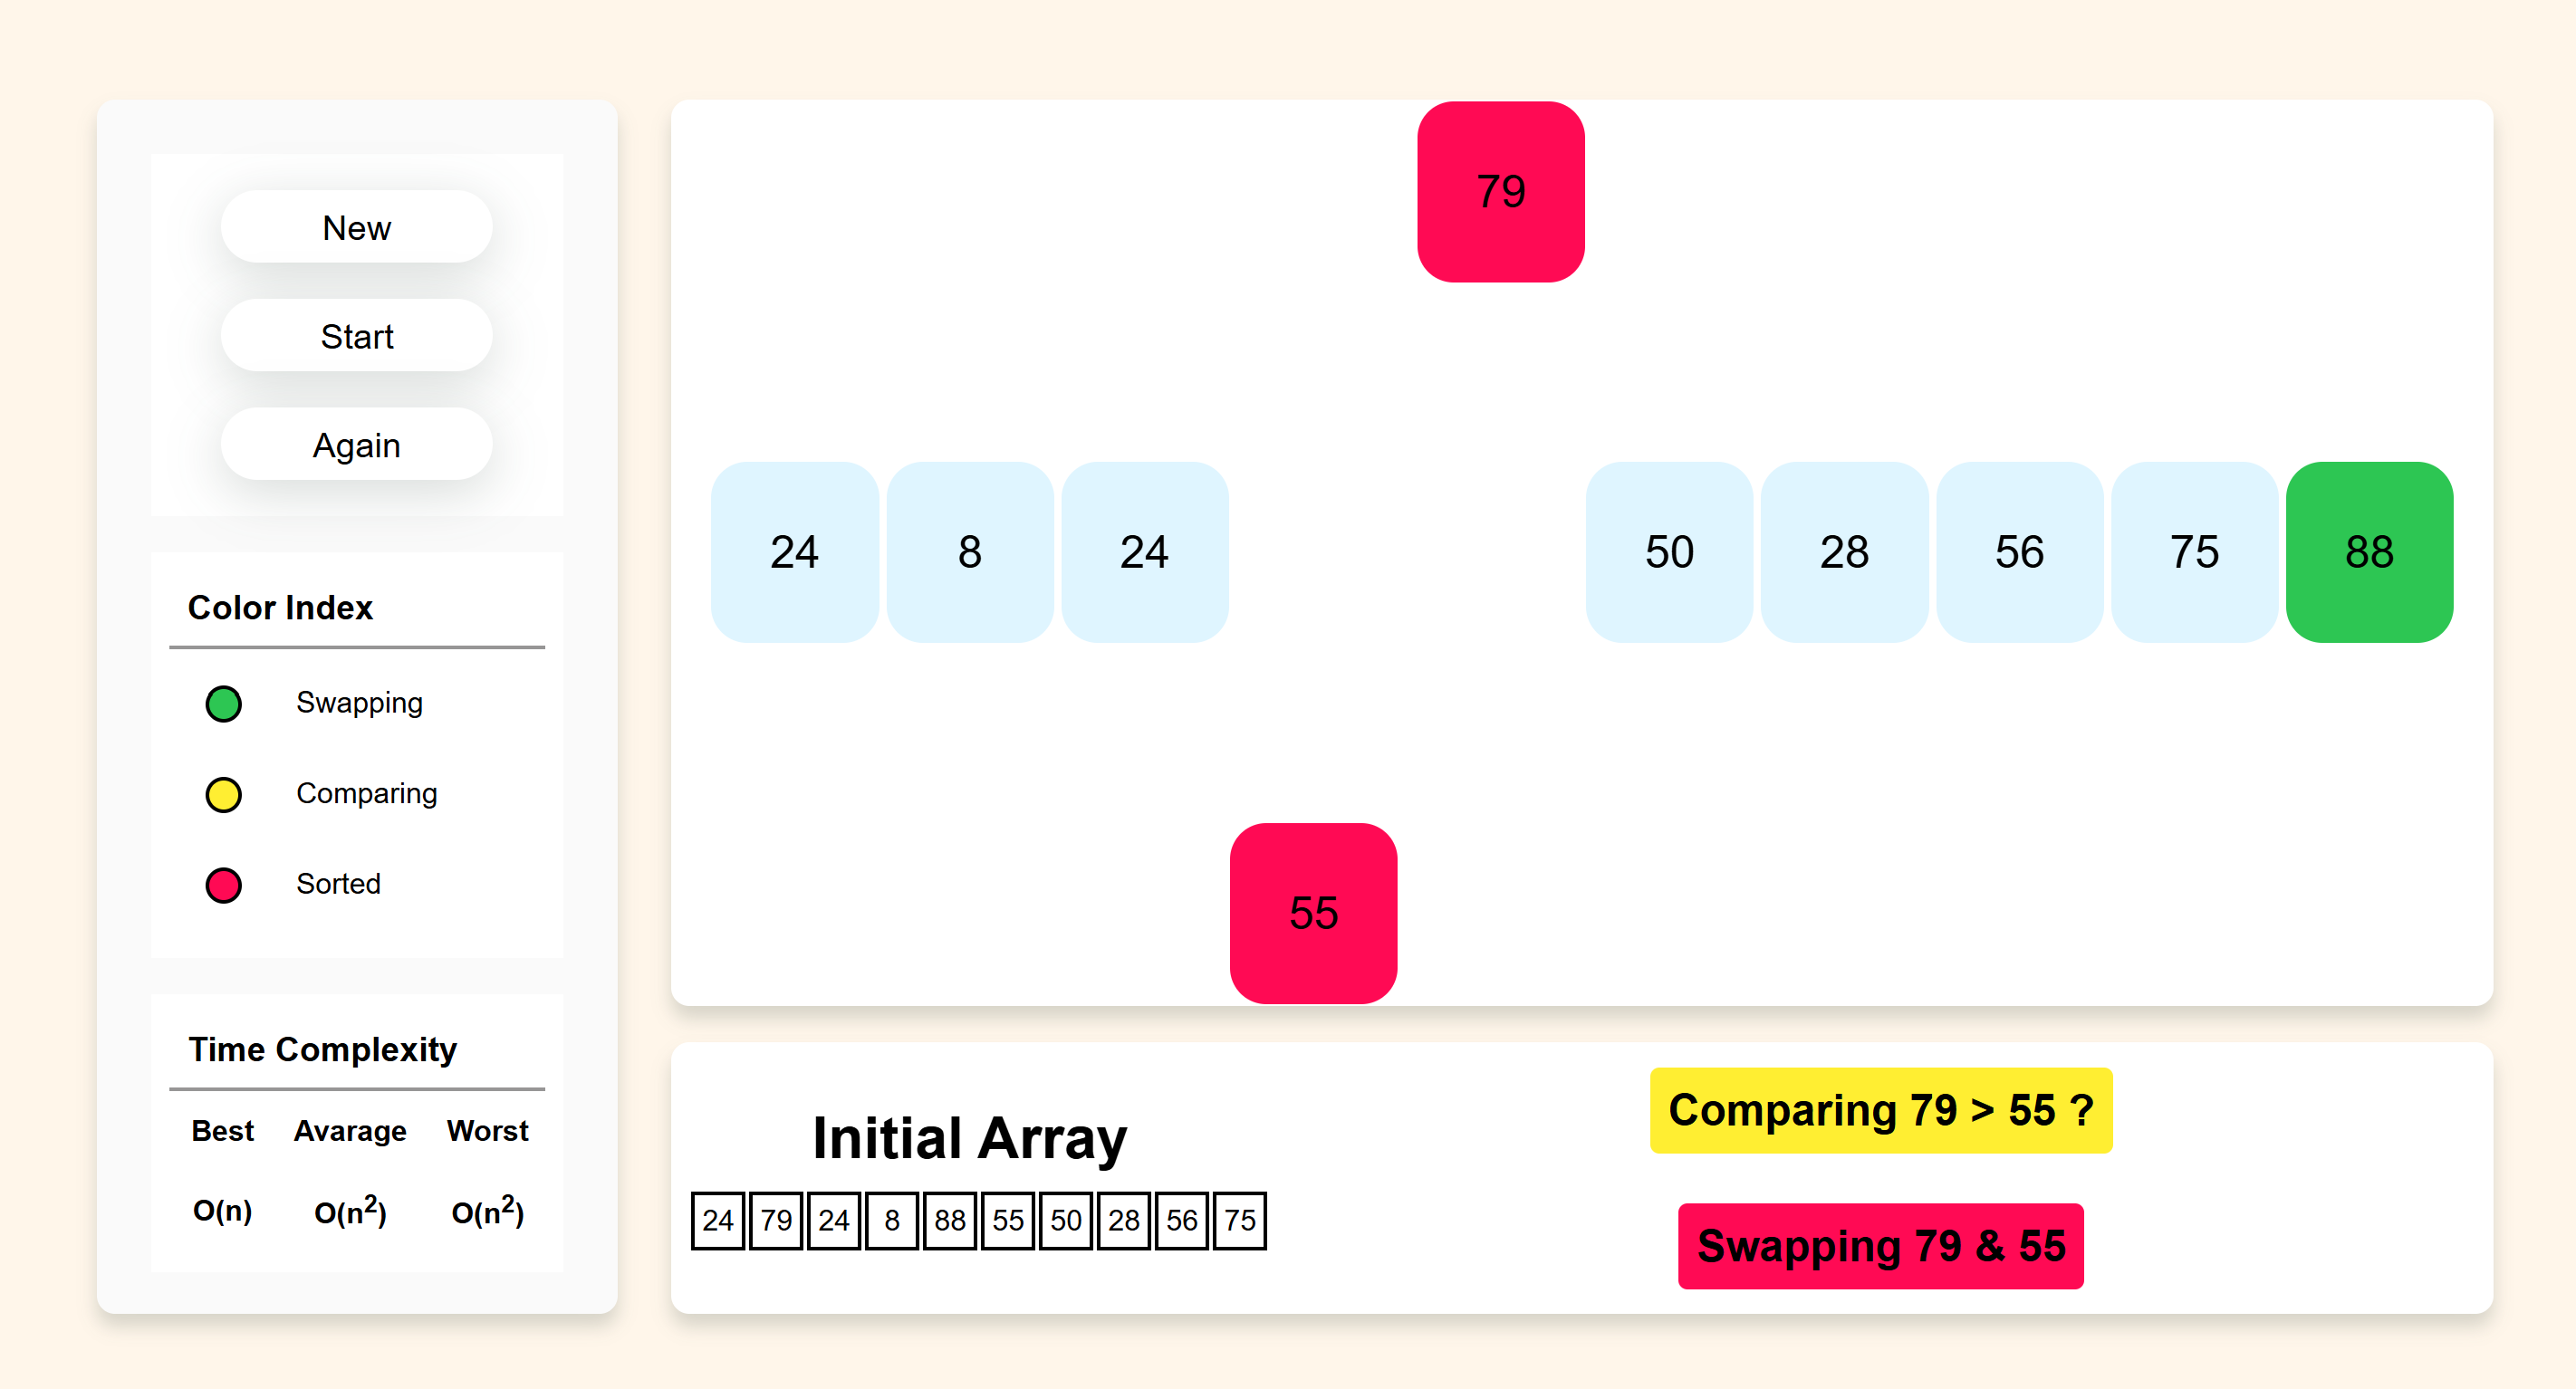 New
Start
Again
Color Index
Swapping
Comparing
Sorted
Time Complexity
Best Avarage Worst
O(n) O(n²) O(n²)
79
24 8 24 50 28 56 75 88
55
Initial Array
24 79 24 8 88 55 50 28 56 75
Comparing 79 > 55 ?
Swapping 79 & 55